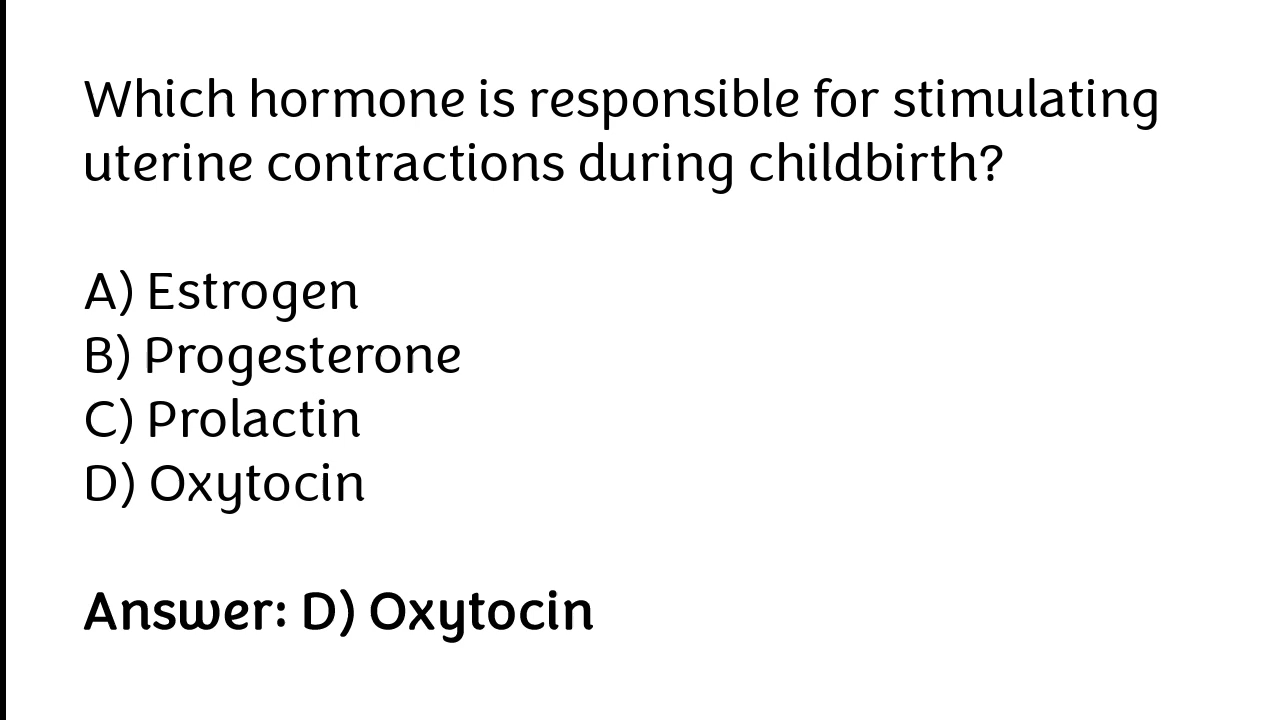 Which hormone is responsible for stimulating
uterine contractions during childbirth?
A) Estrogen
B) Progesterone
C) Prolactin
D) Oxytocin
Answer: D) Oxytocin